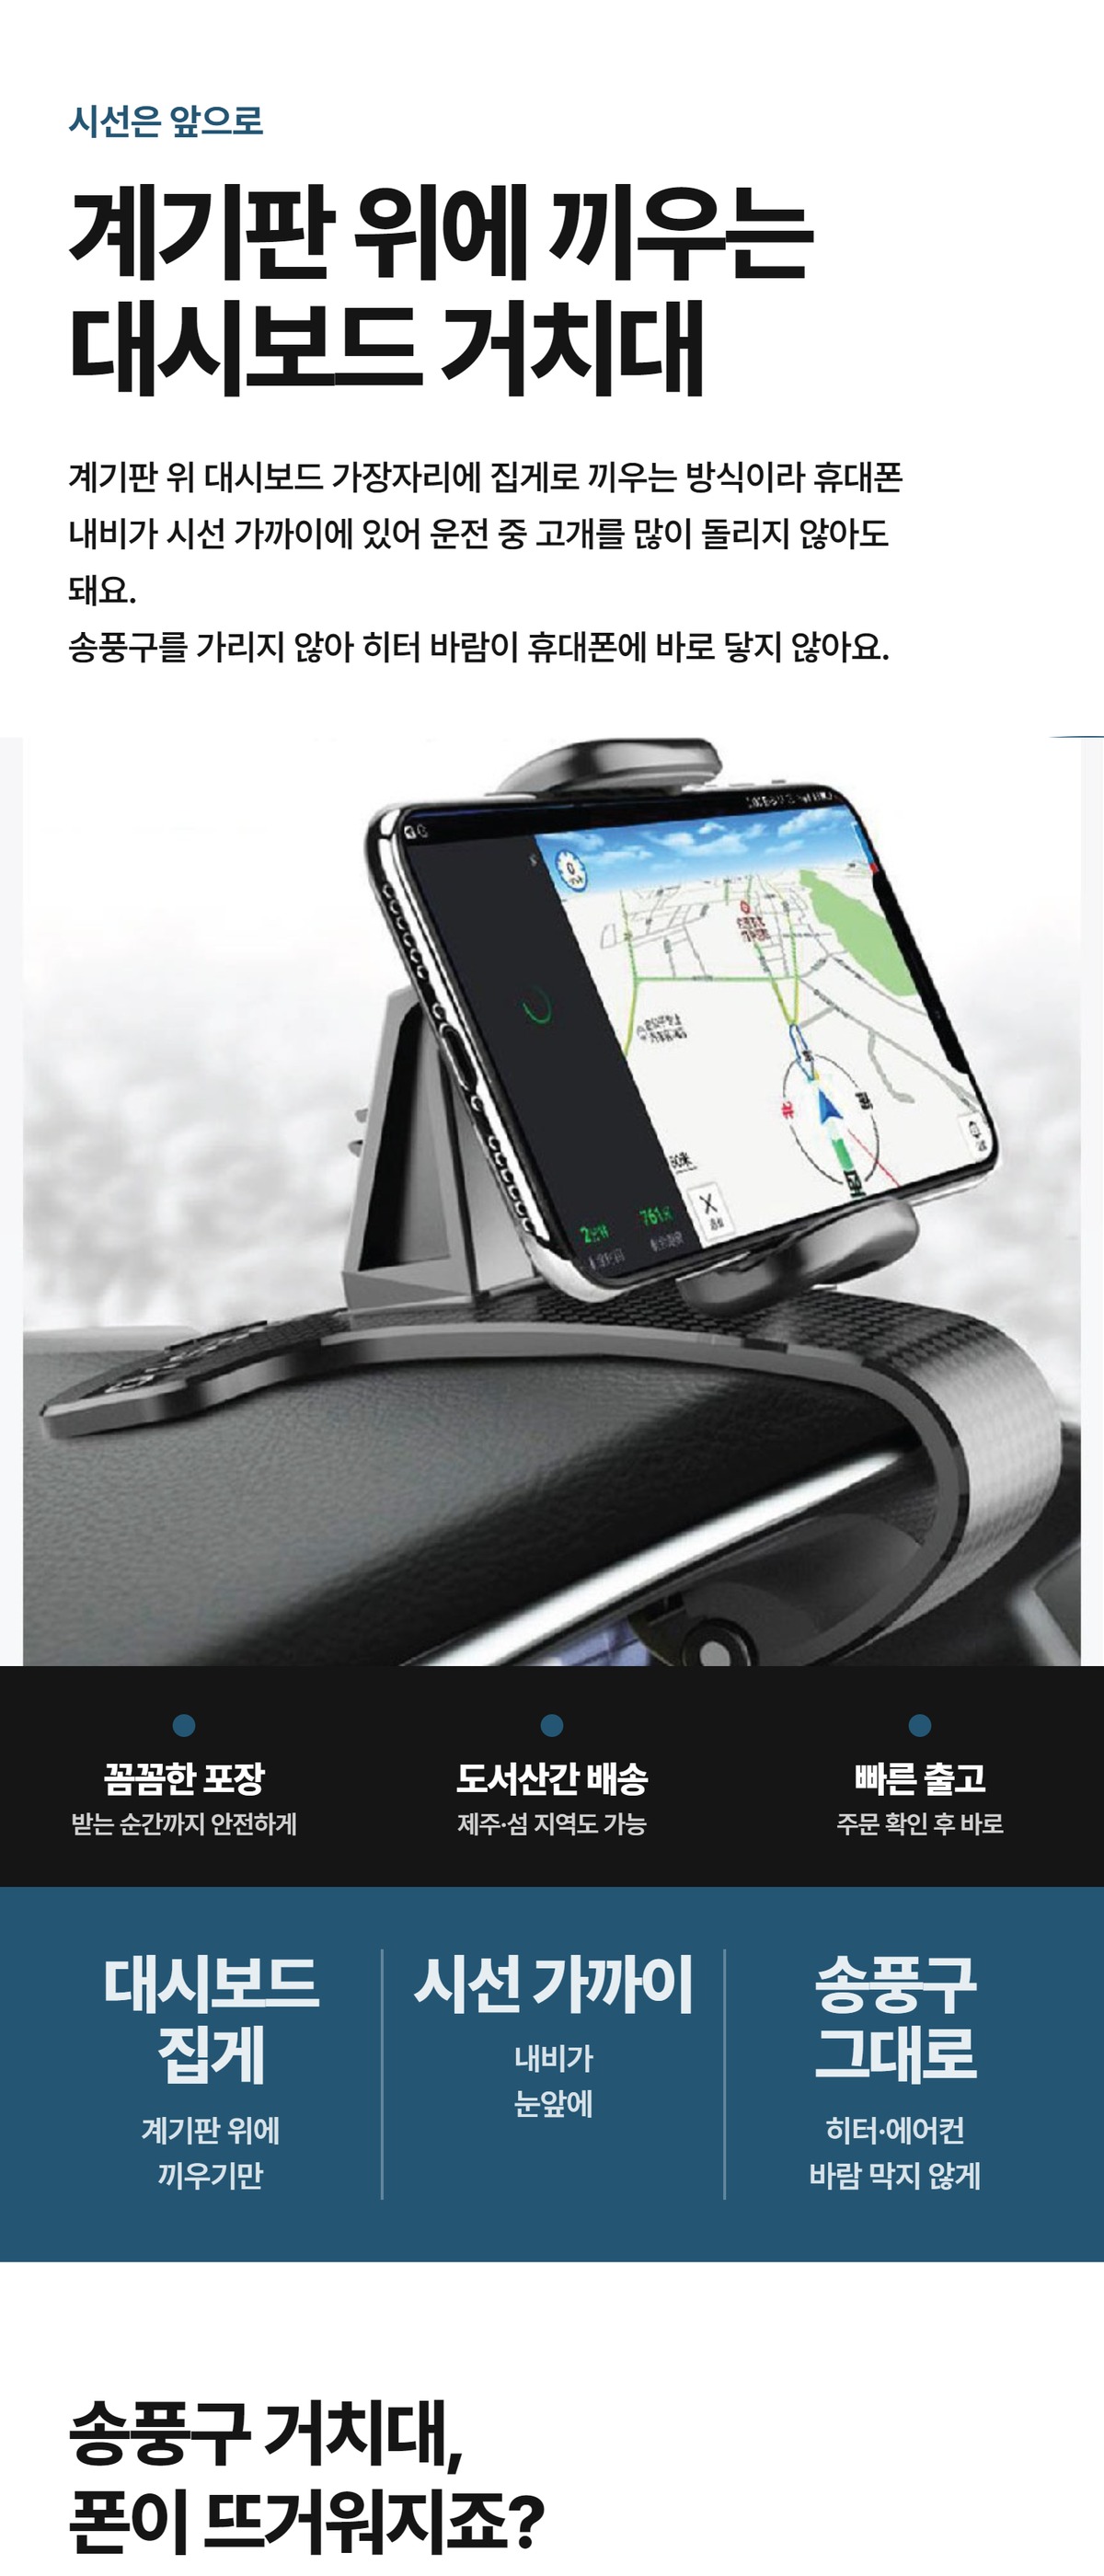 시선은 앞으로
계기판 위에 끼우는
대시보드 거치대
계기판 위 대시보드 가장자리에 집게로 끼우는 방식이라 휴대폰
내비가 시선 가까이에 있어 운전 중 고개를 많이 돌리지 않아도
돼요.
송풍구를 가리지 않아 히터 바람이 휴대폰에 바로 닿지 않아요.
꼼꼼한 포장
받는 순간까지 안전하게
도서산간 배송
제주·섬 지역도 가능
빠른 출고
주문 확인 후 바로
대시보드
집게
계기판 위에
끼우기만
시선 가까이
내비가
눈앞에
송풍구
그대로
히터·에어컨
바람 막지 않게
송풍구 거치대,
폰이 뜨거워지죠?